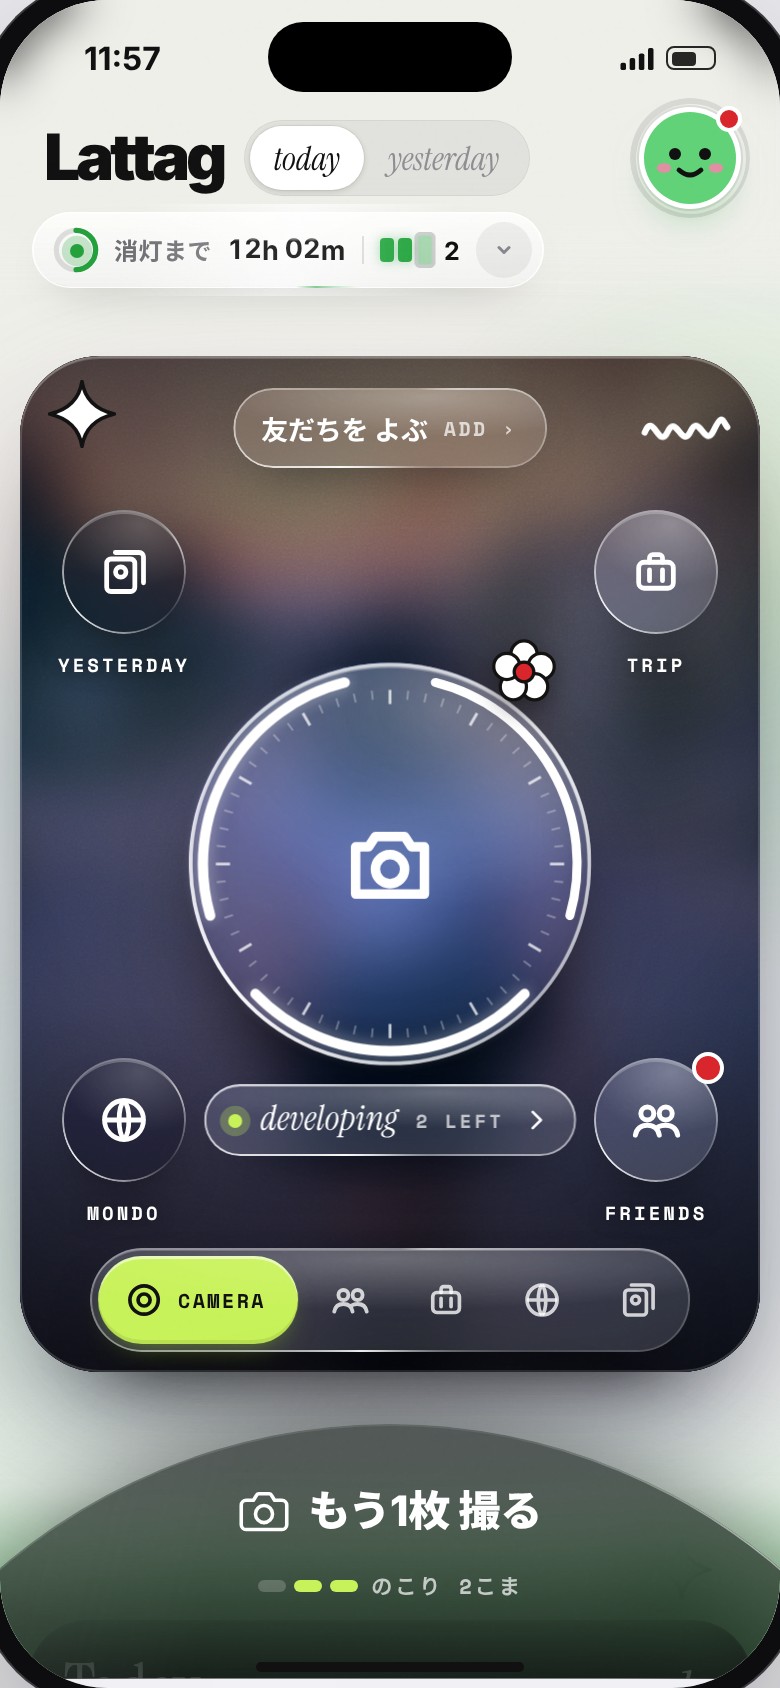 11:57
Lattag today yesterday
消灯まで 12h 02m 2
友だちを よぶ ADD ›
YESTERDAY
TRIP
developing 2 LEFT
MONDO
FRIENDS
CAMERA
もう1枚 撮る
のこり 2こま